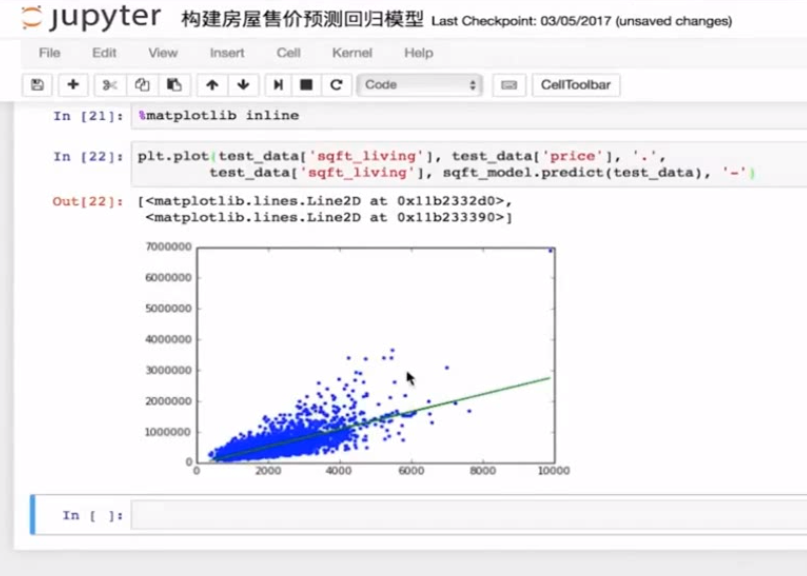 jupyter 构建房屋售价预测回归模型 Last Checkpoint: 03/05/2017 (unsaved changes)
File Edit View Insert Cell Kernel Help
Code CellToolbar
In [21]: %matplotlib inline
In [22]: plt.plot(test_data['sqft_living'], test_data['price'], '.',
test_data['sqft_living'], sqft_model.predict(test_data), '-')
Out[22]: [<matplotlib.lines.Line2D at 0x11b2332d0>,
<matplotlib.lines.Line2D at 0x11b233390>]
7000000
6000000
5000000
4000000
3000000
2000000
1000000
0
0 2000 4000 6000 8000 10000
In [ ]: